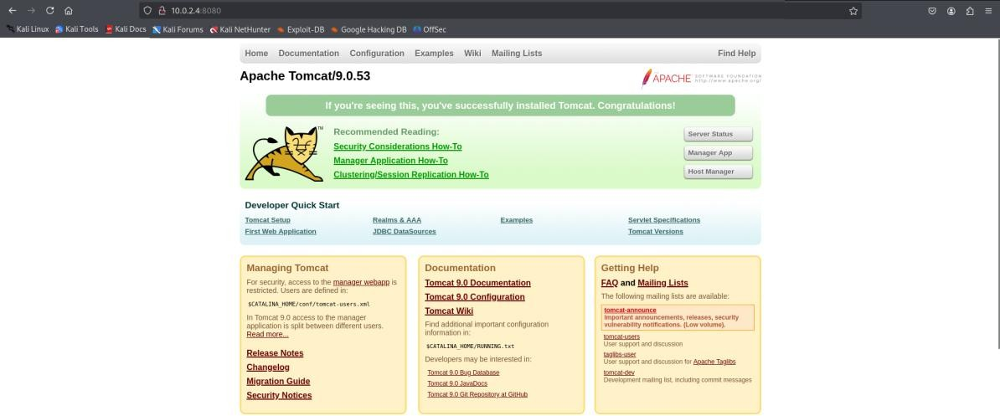 10.0.2.4:8080
Kali Linux Kali Tools Kali Docs Kali Forums Kali NetHunter Exploit-DB Google Hacking DB OffSec
Home Documentation Configuration Examples Wiki Mailing Lists Find Help
Apache Tomcat/9.0.53
APACHE SOFTWARE FOUNDATION
http://www.apache.org/
If you're seeing this, you've successfully installed Tomcat. Congratulations!
TM
Recommended Reading:
Security Considerations How-To
Manager Application How-To
Clustering/Session Replication How-To
Server Status
Manager App
Host Manager
Developer Quick Start
Tomcat Setup
First Web Application
Realms & AAA
JDBC DataSources
Examples
Servlet Specifications
Tomcat Versions
Managing Tomcat
For security, access to the manager webapp is
restricted. Users are defined in:
$CATALINA_HOME/conf/tomcat-users.xml
In Tomcat 9.0 access to the manager
application is split between different users.
Read more...
Release Notes
Changelog
Migration Guide
Security Notices
Documentation
Tomcat 9.0 Documentation
Tomcat 9.0 Configuration
Tomcat Wiki
Find additional important configuration
information in:
$CATALINA_HOME/RUNNING.txt
Developers may be interested in:
Tomcat 9.0 Bug Database
Tomcat 9.0 JavaDocs
Tomcat 9.0 Git Repository at GitHub
Getting Help
FAQ and Mailing Lists
The following mailing lists are available:
tomcat-announce
Important announcements, releases, security
vulnerability notifications. (Low volume).
tomcat-users
User support and discussion
taglibs-user
User support and discussion for Apache Taglibs
tomcat-dev
Development mailing list, including commit messages